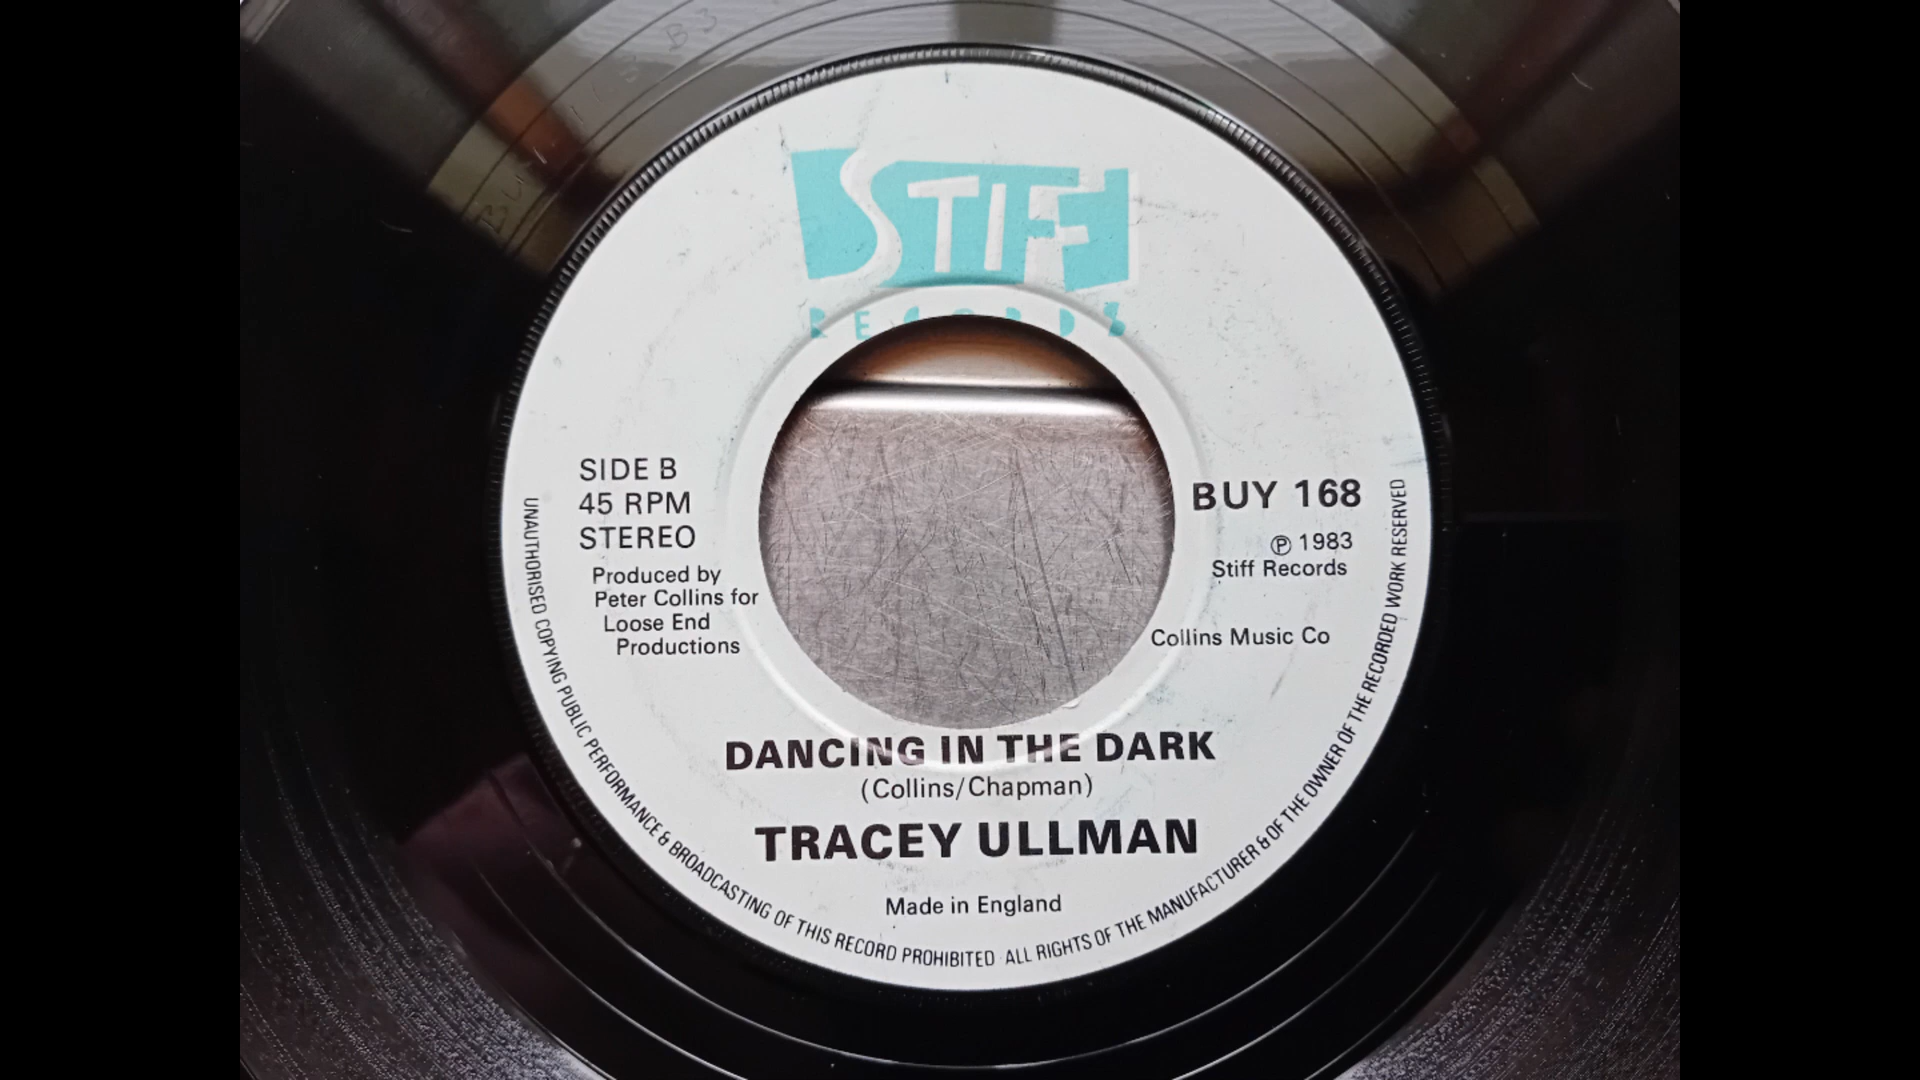 STIFF
RECORDS
SIDE B
45 RPM
STEREO
Produced by
Peter Collins for
Loose End
Productions
BUY 168
℗ 1983
Stiff Records
Collins Music Co
DANCING IN THE DARK
(Collins/Chapman)
TRACEY ULLMAN
Made in England
UNAUTHORISED COPYING PUBLIC PERFORMANCE & BROADCASTING OF THIS RECORD PROHIBITED · ALL RIGHTS OF THE MANUFACTURER & OF THE OWNER OF THE RECORDED WORK RESERVED